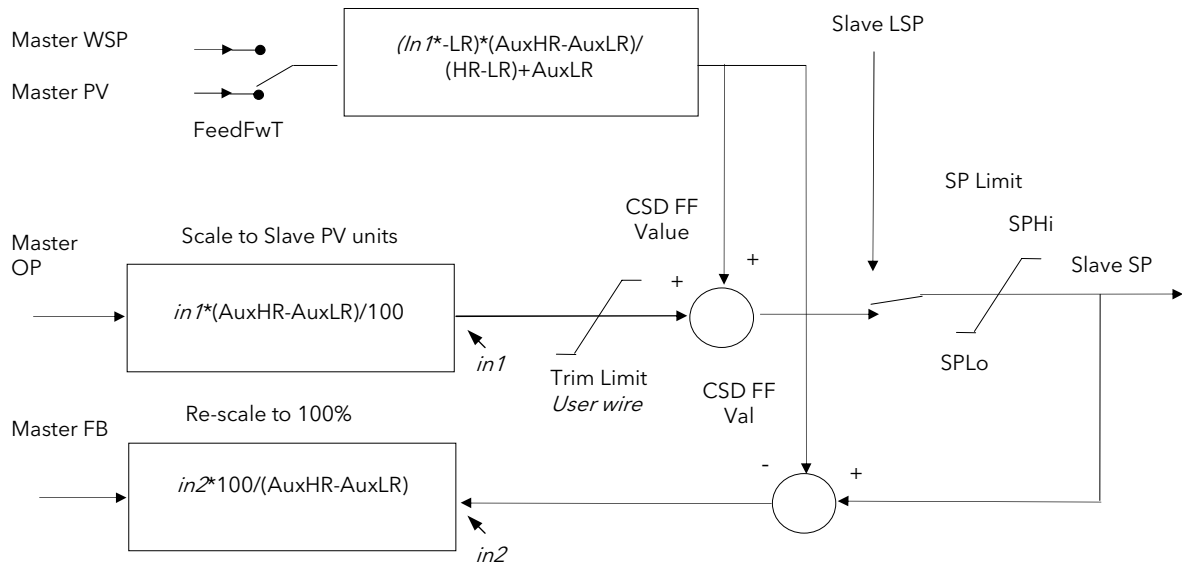 Master WSP
Master PV
FeedFwT
(In1*-LR)*(AuxHR-AuxLR)/
(HR-LR)+AuxLR
Slave LSP
SP Limit
SPHi
Slave SP
SPLo
CSD FF
Value
+
+
Master
OP
Scale to Slave PV units
in1*(AuxHR-AuxLR)/100
in1
Trim Limit
User wire
CSD FF
Val
-
+
Re-scale to 100%
Master FB
in2*100/(AuxHR-AuxLR)
in2